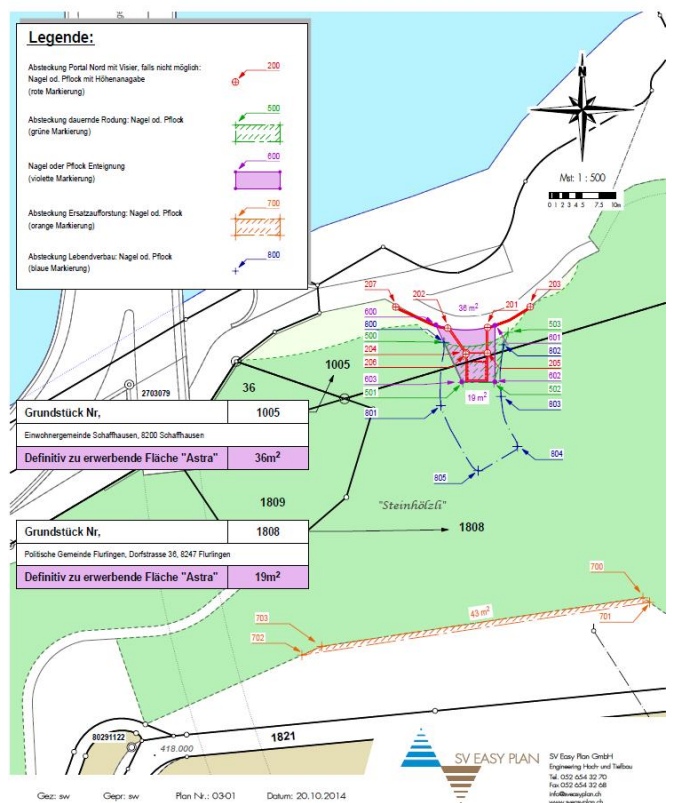 Legende:
Absteckung Portal Nord mit Visier, falls nicht möglich:
Nagel od. Pflock mit Höhenanagabe
(rote Markierung)
200
Absteckung dauernde Rodung: Nagel od. Pflock
(grüne Markierung)
500
Nagel oder Pflock Enteignung
(violette Markierung)
600
Absteckung Ersatzaufforstung: Nagel od. Pflock
(orange Markierung)
700
Absteckung Lebendverbau: Nagel od. Pflock
(blaue Markierung)
800
N
Mst: 1 : 500
0 1 2 3 4 5 7.5 10m
207
203
202
201
36 m²
600
800
500
503
601
802
204
206
205
603
602
501
502
19 m²
801
803
804
805
1005
36
2703079
Grundstück Nr, 1005
Einwohnergemeinde Schaffhausen, 8200 Schaffhausen
Definitiv zu erwerbende Fläche "Astra" 36m²
1809
"Steinhölzli"
1808
Grundstück Nr, 1808
Politische Gemeinde Flurlingen, Dorfstrasse 36, 8247 Flurlingen
Definitiv zu erwerbende Fläche "Astra" 19m²
700
43 m²
701
703
702
80291122
418.000
1821
SV EASY PLAN
SV Easy Plan GmbH
Engineering Hoch und Tiefbau
Tel. 052 654 32 70
Fax 052 654 32 68
info@sveasyplan.ch
www.sveasyplan.ch
Gez: sw Gepr: sw Plan Nr.: 03-01 Datum: 20.10.2014